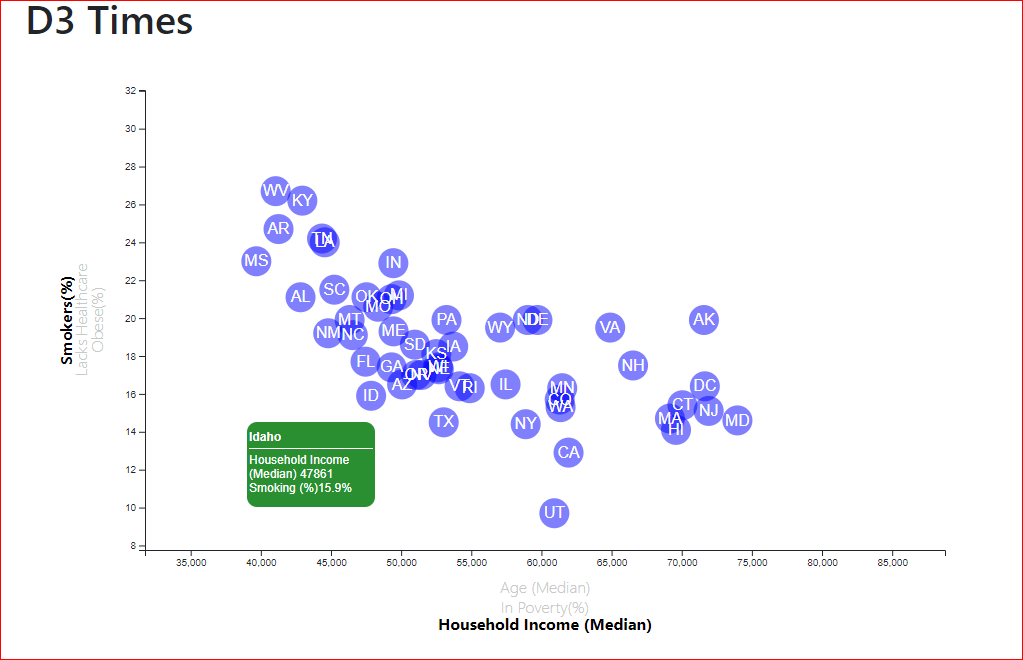 D3 Times
32
30
28
26
24
22
20
18
16
14
12
10
8
Smokers(%)
Lacks Healthcare
Obese(%)
WV
KY
AR
TN
LA
MS
IN
SC
AL
OK
OH
MI
MO
MT
NM
NC
ME
PA
WY
ND
DE
VA
AK
SD
IA
KS
FL
GA
NH
ID
AZ
OR
NV
NE
VT
RI
IL
MN
CO
WA
DC
CT
NJ
MA
HI
MD
TX
NY
CA
UT
Idaho
Household Income
(Median) 47861
Smoking (%)15.9%
35,000 40,000 45,000 50,000 55,000 60,000 65,000 70,000 75,000 80,000 85,000
Age (Median)
In Poverty(%)
Household Income (Median)